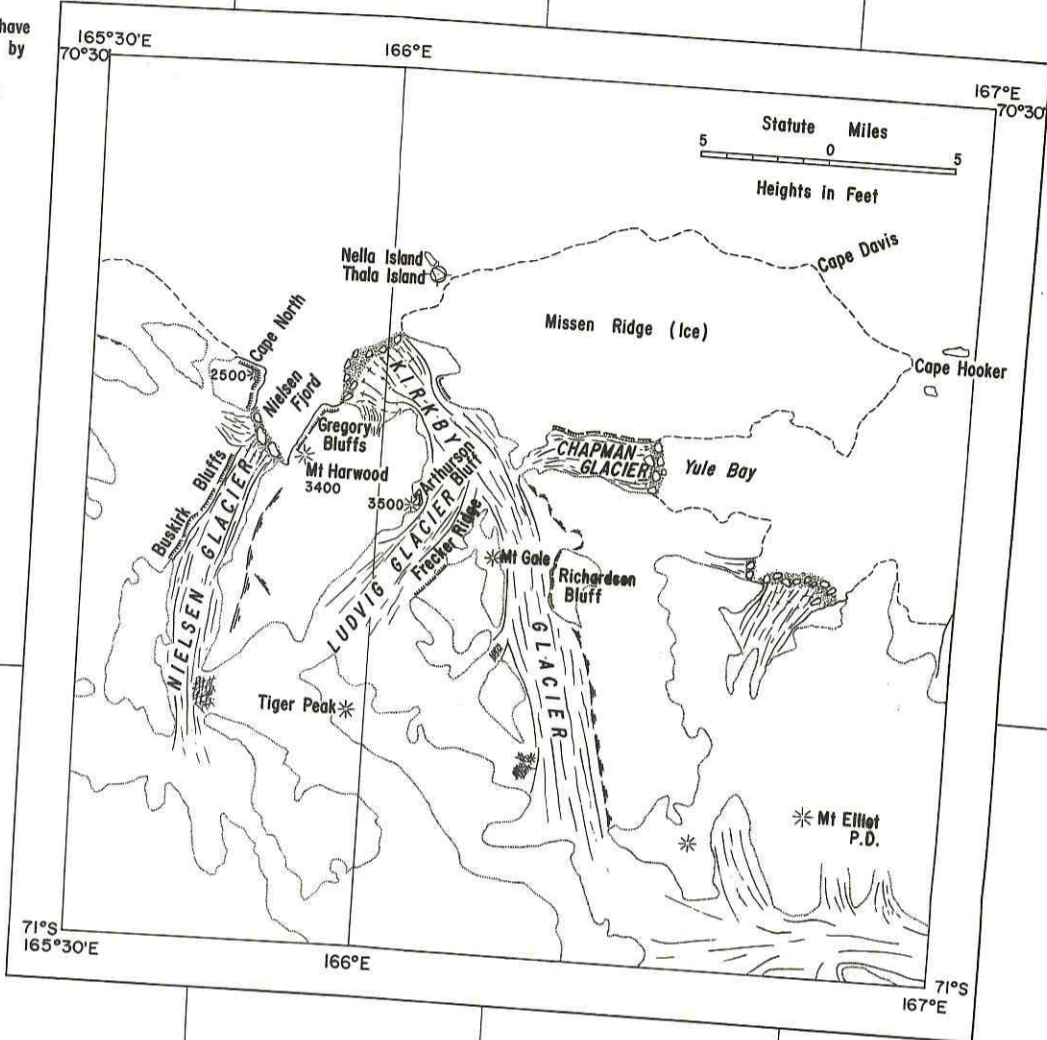 have
by
165°30'E
70°30'
166°E
167°E
70°30'
Statute Miles
5 0 5
Heights in Feet
Nella Island
Thala Island
Cape Davis
Missen Ridge (Ice)
Cape North
2500
Nielsen
Fjord
Cape Hooker
KIRKBY
Gregory
Bluffs
CHAPMAN
GLACIER
Yule Bay
Mt Harwood
3400
Arthurson
Bluff
3500
Buskirk Bluffs
NIELSEN GLACIER
LUDVIG GLACIER
Frecker Ridge
Mt Gale
Richardson
Bluff
GLACIER
Tiger Peak
Mt Elliot
P.D.
71°S
165°30'E
166°E
71°S
167°E